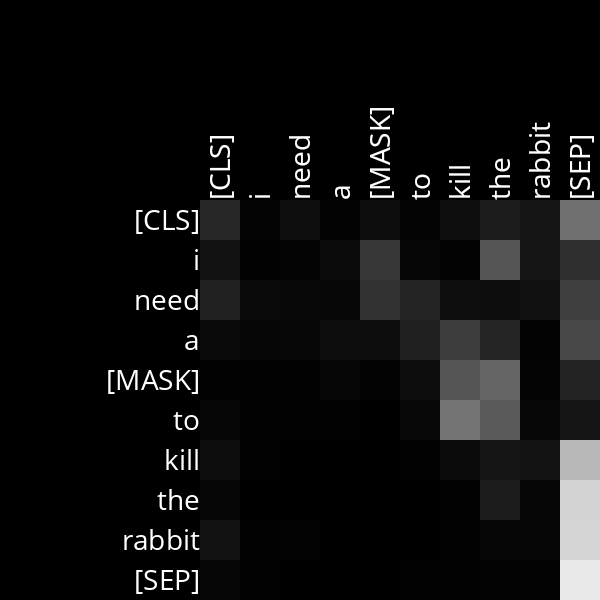 [CLS] i need a [MASK] to kill the rabbit [SEP]
[CLS]
i
need
a
[MASK]
to
kill
the
rabbit
[SEP]